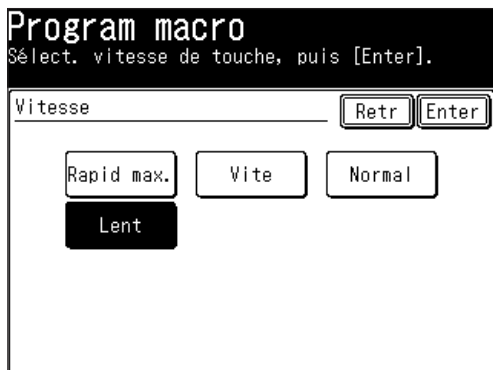 Program macro
Sélect. vitesse de touche, puis [Enter].
Vitesse Retr Enter
Rapid max. Vite Normal
Lent